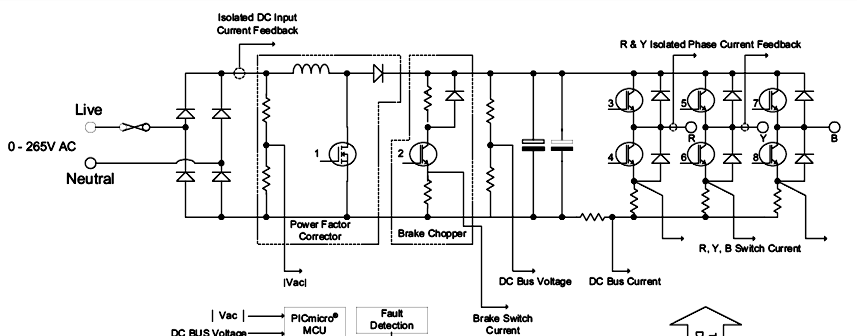 Isolated DC Input
Current Feedback
R & Y Isolated Phase Current Feedback
Live
0 - 265V AC
Neutral
1
2
3
5
7
4
6
8
R
Y
B
Power Factor
Corrector
Brake Chopper
R, Y, B Switch Current
|Vac|
DC Bus Voltage
DC Bus Current
Brake Switch
Current
| Vac |
DC BUS Voltage
PICmicro®
MCU
Fault
Detection